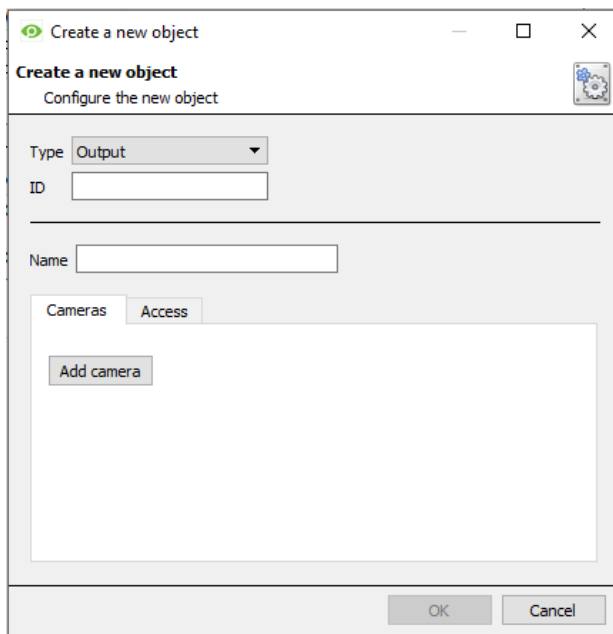 Create a new object
Create a new object
Configure the new object
Type Output
ID
Name
Cameras Access
Add camera
OK Cancel